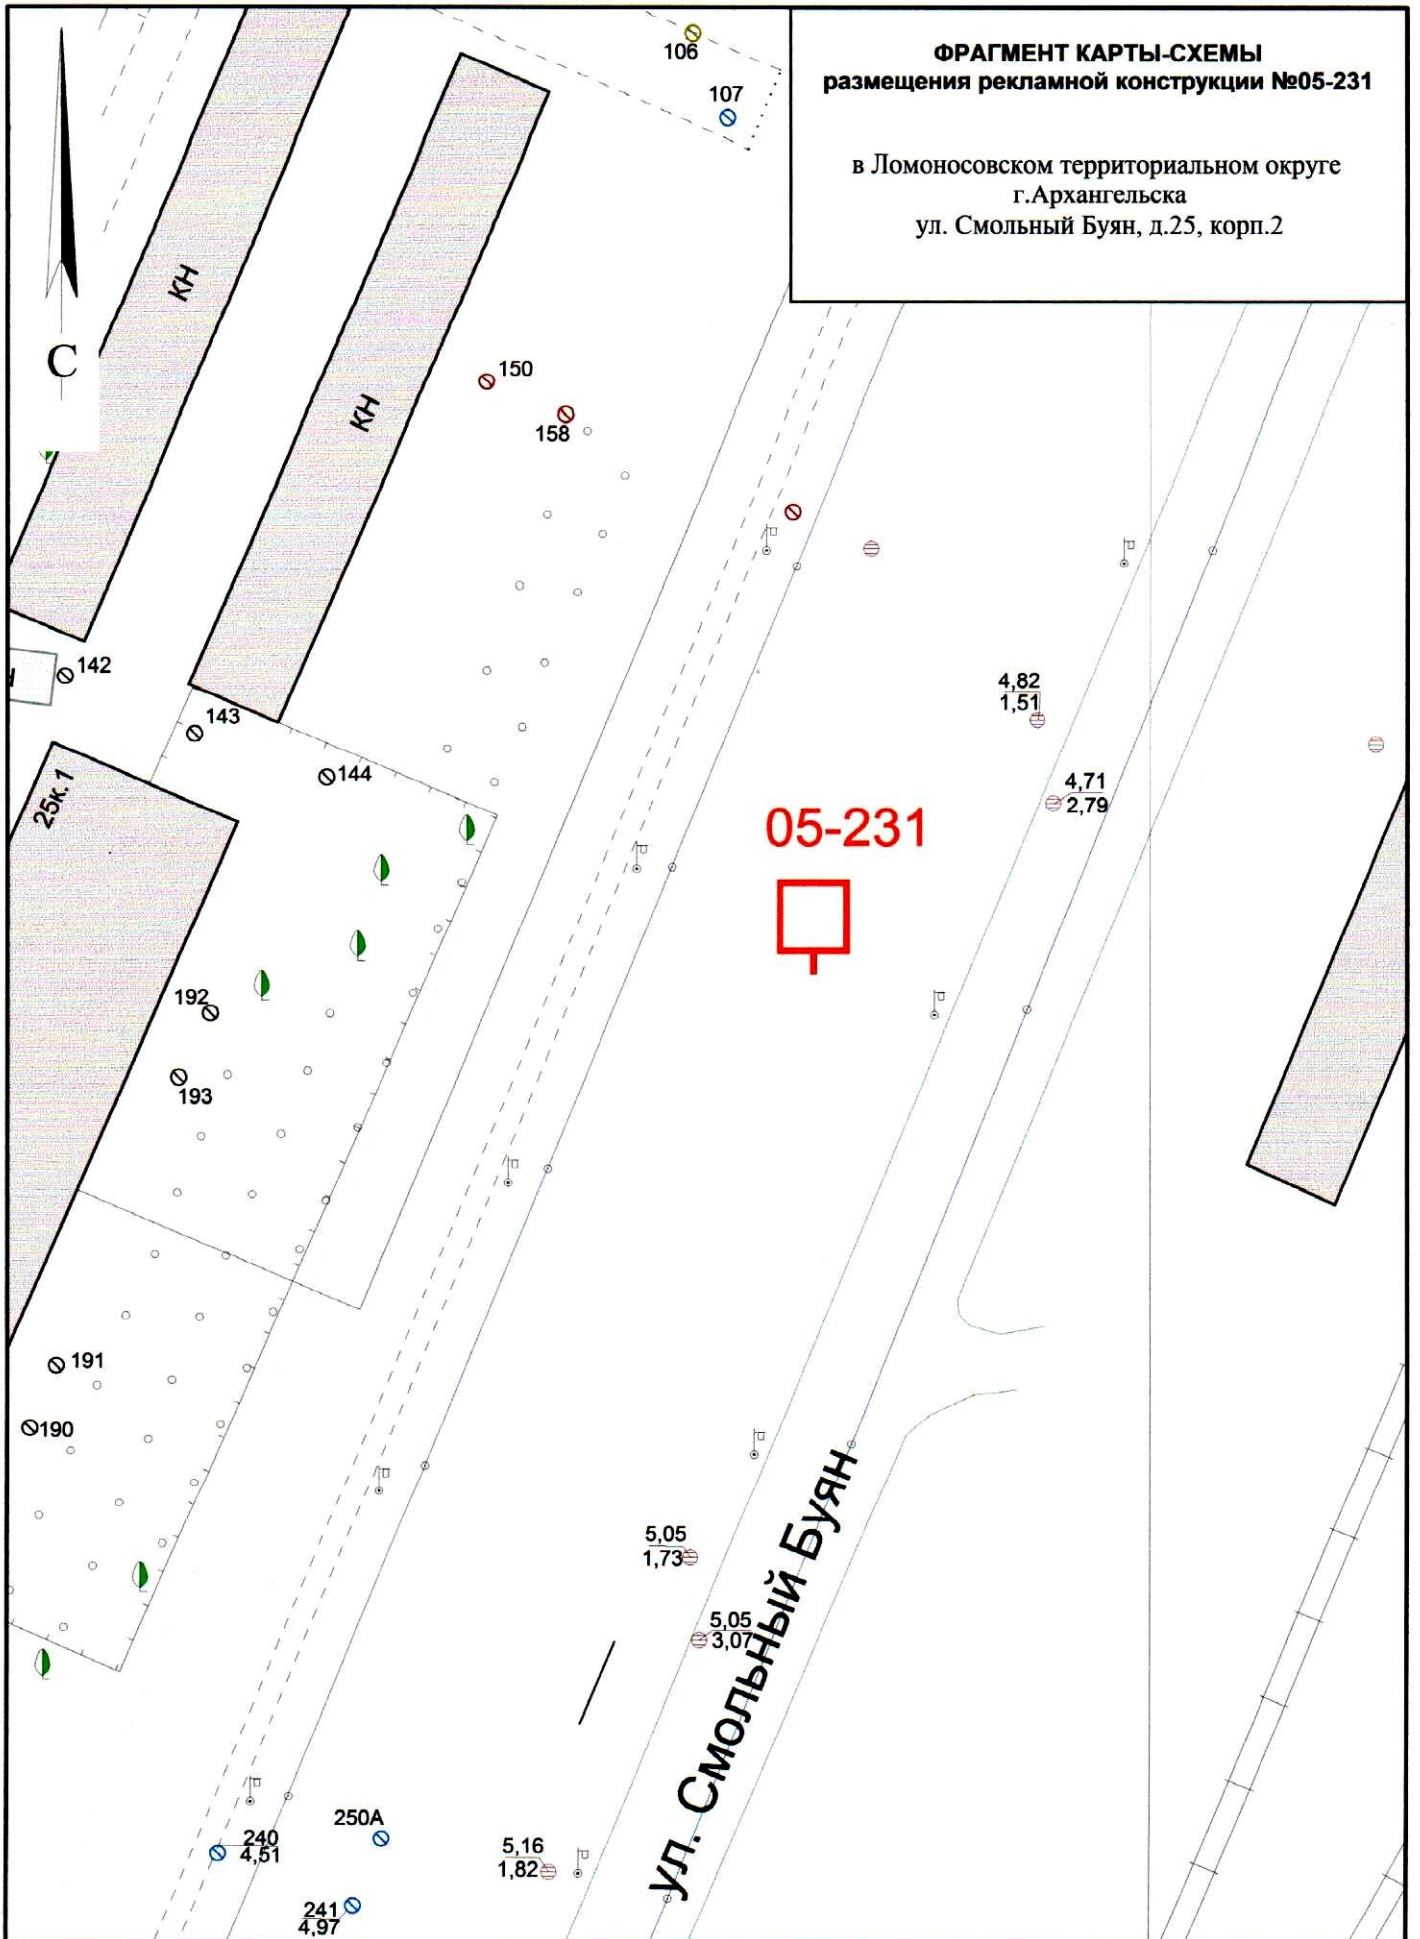 ФРАГМЕНТ КАРТЫ-СХЕМЫ
размещения рекламной конструкции №05-231
в Ломоносовском территориальном округе
г.Архангельска
ул. Смольный Буян, д.25, корп.2
106
107
С
КН
КН
150
158
142
143
144
25к. 1
4,82
1,51
4,71
2,79
05-231
192
193
191
190
5,05
1,73
5,05
3,07
ул. Смольный Буян
250А
240
4,51
5,16
1,82
241
4,97